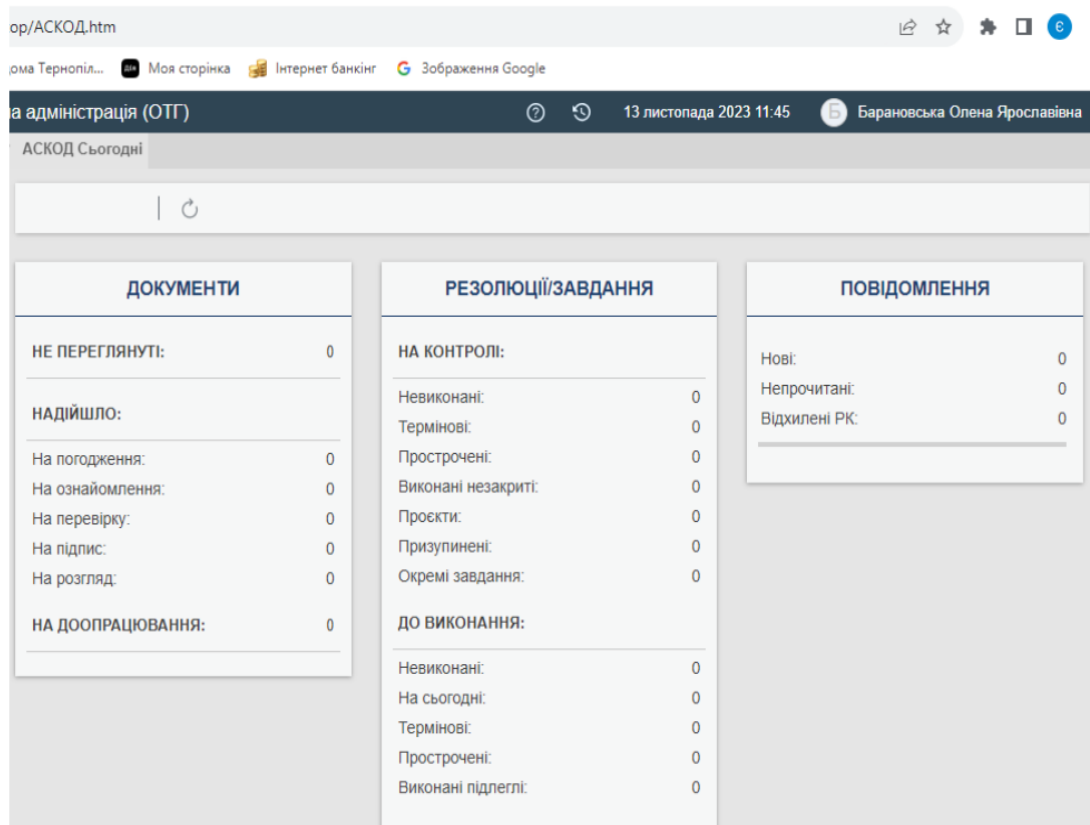 op/АСКОД.htm
є
дома Тернопіл... Дія Моя сторінка Інтернет банкінг G Зображення Google
на адміністрація (ОТГ) ? 13 листопада 2023 11:45 Б Барановська Олена Ярославівна
АСКОД Сьогодні
ДОКУМЕНТИ
НЕ ПЕРЕГЛЯНУТІ: 0
НАДІЙШЛО:
На погодження: 0
На ознайомлення: 0
На перевірку: 0
На підпис: 0
На розгляд: 0
НА ДООПРАЦЮВАННЯ: 0
РЕЗОЛЮЦІЇ/ЗАВДАННЯ
НА КОНТРОЛІ:
Невиконані: 0
Термінові: 0
Прострочені: 0
Виконані незакриті: 0
Проєкти: 0
Призупинені: 0
Окремі завдання: 0
ДО ВИКОНАННЯ:
Невиконані: 0
На сьогодні: 0
Термінові: 0
Прострочені: 0
Виконані підлеглі: 0
ПОВІДОМЛЕННЯ
Нові: 0
Непрочитані: 0
Відхилені РК: 0